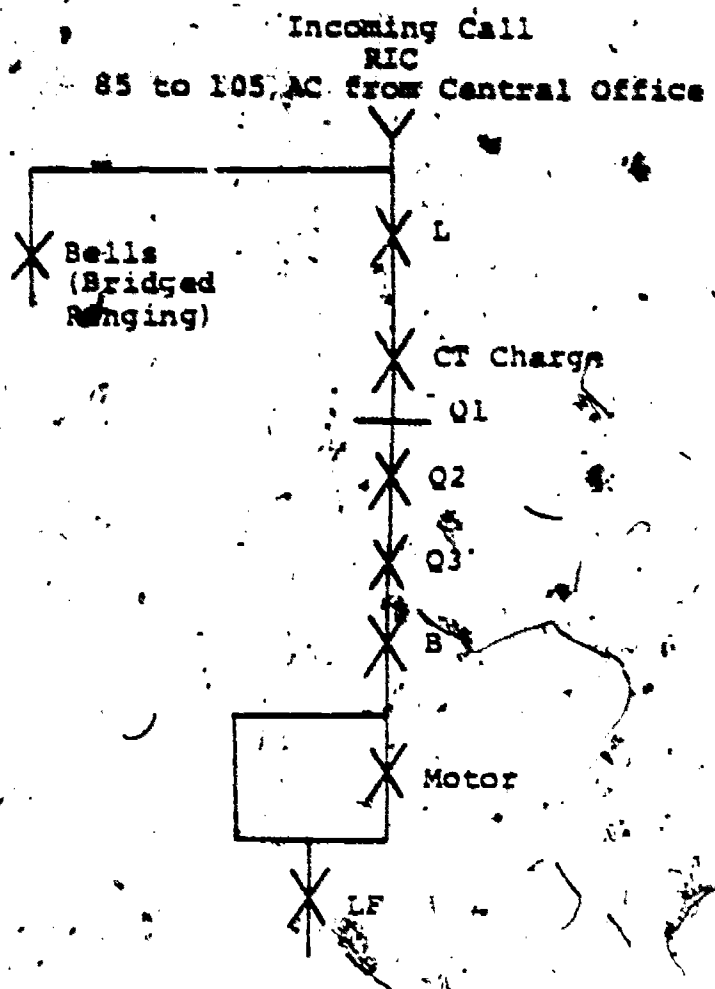 Incoming Call
RIC
85 to 105, AC from Central Office
L
Bells
(Bridged
Ringing)
CT Charge
Q1
Q2
Q3
B
Motor